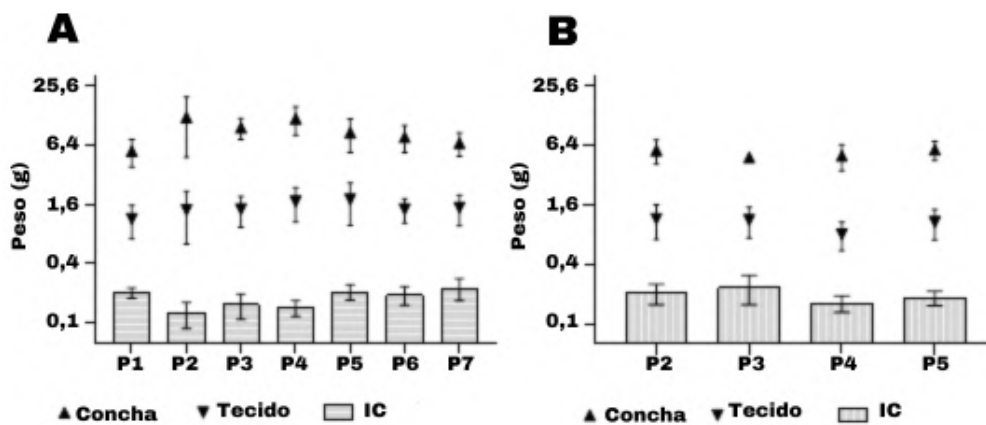 A
Peso (g)
25,6
6,4
1,6
0,4
0,1
P1 P2 P3 P4 P5 P6 P7
Concha Tecido IC
B
Peso (g)
25,6
6,4
1,6
0,4
0,1
P2 P3 P4 P5
Concha Tecido IC